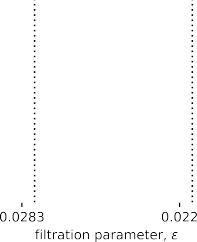 0.0283 0.022
filtration parameter, ε